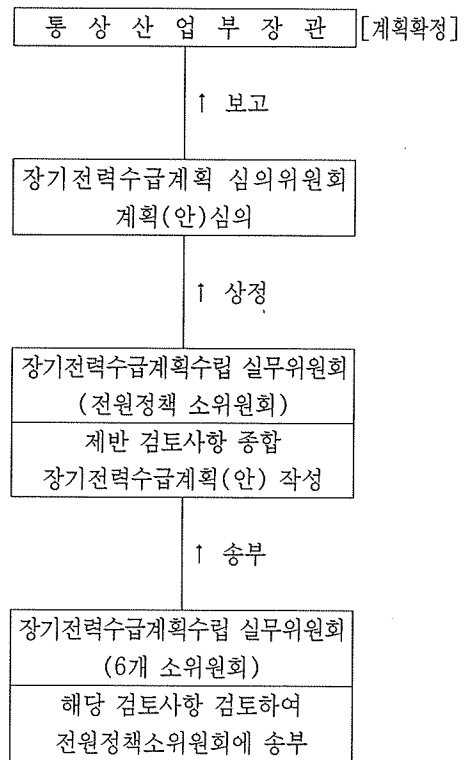 통 상 산 업 부 장 관 [계획확정]
↑ 보고
장기전력수급계획 심의위원회
계획(안)심의
↑ 상정
장기전력수급계획수립 실무위원회
(전원정책 소위원회)
제반 검토사항 종합
장기전력수급계획(안) 작성
↑ 송부
장기전력수급계획수립 실무위원회
(6개 소위원회)
해당 검토사항 검토하여
전원정책소위원회에 송부